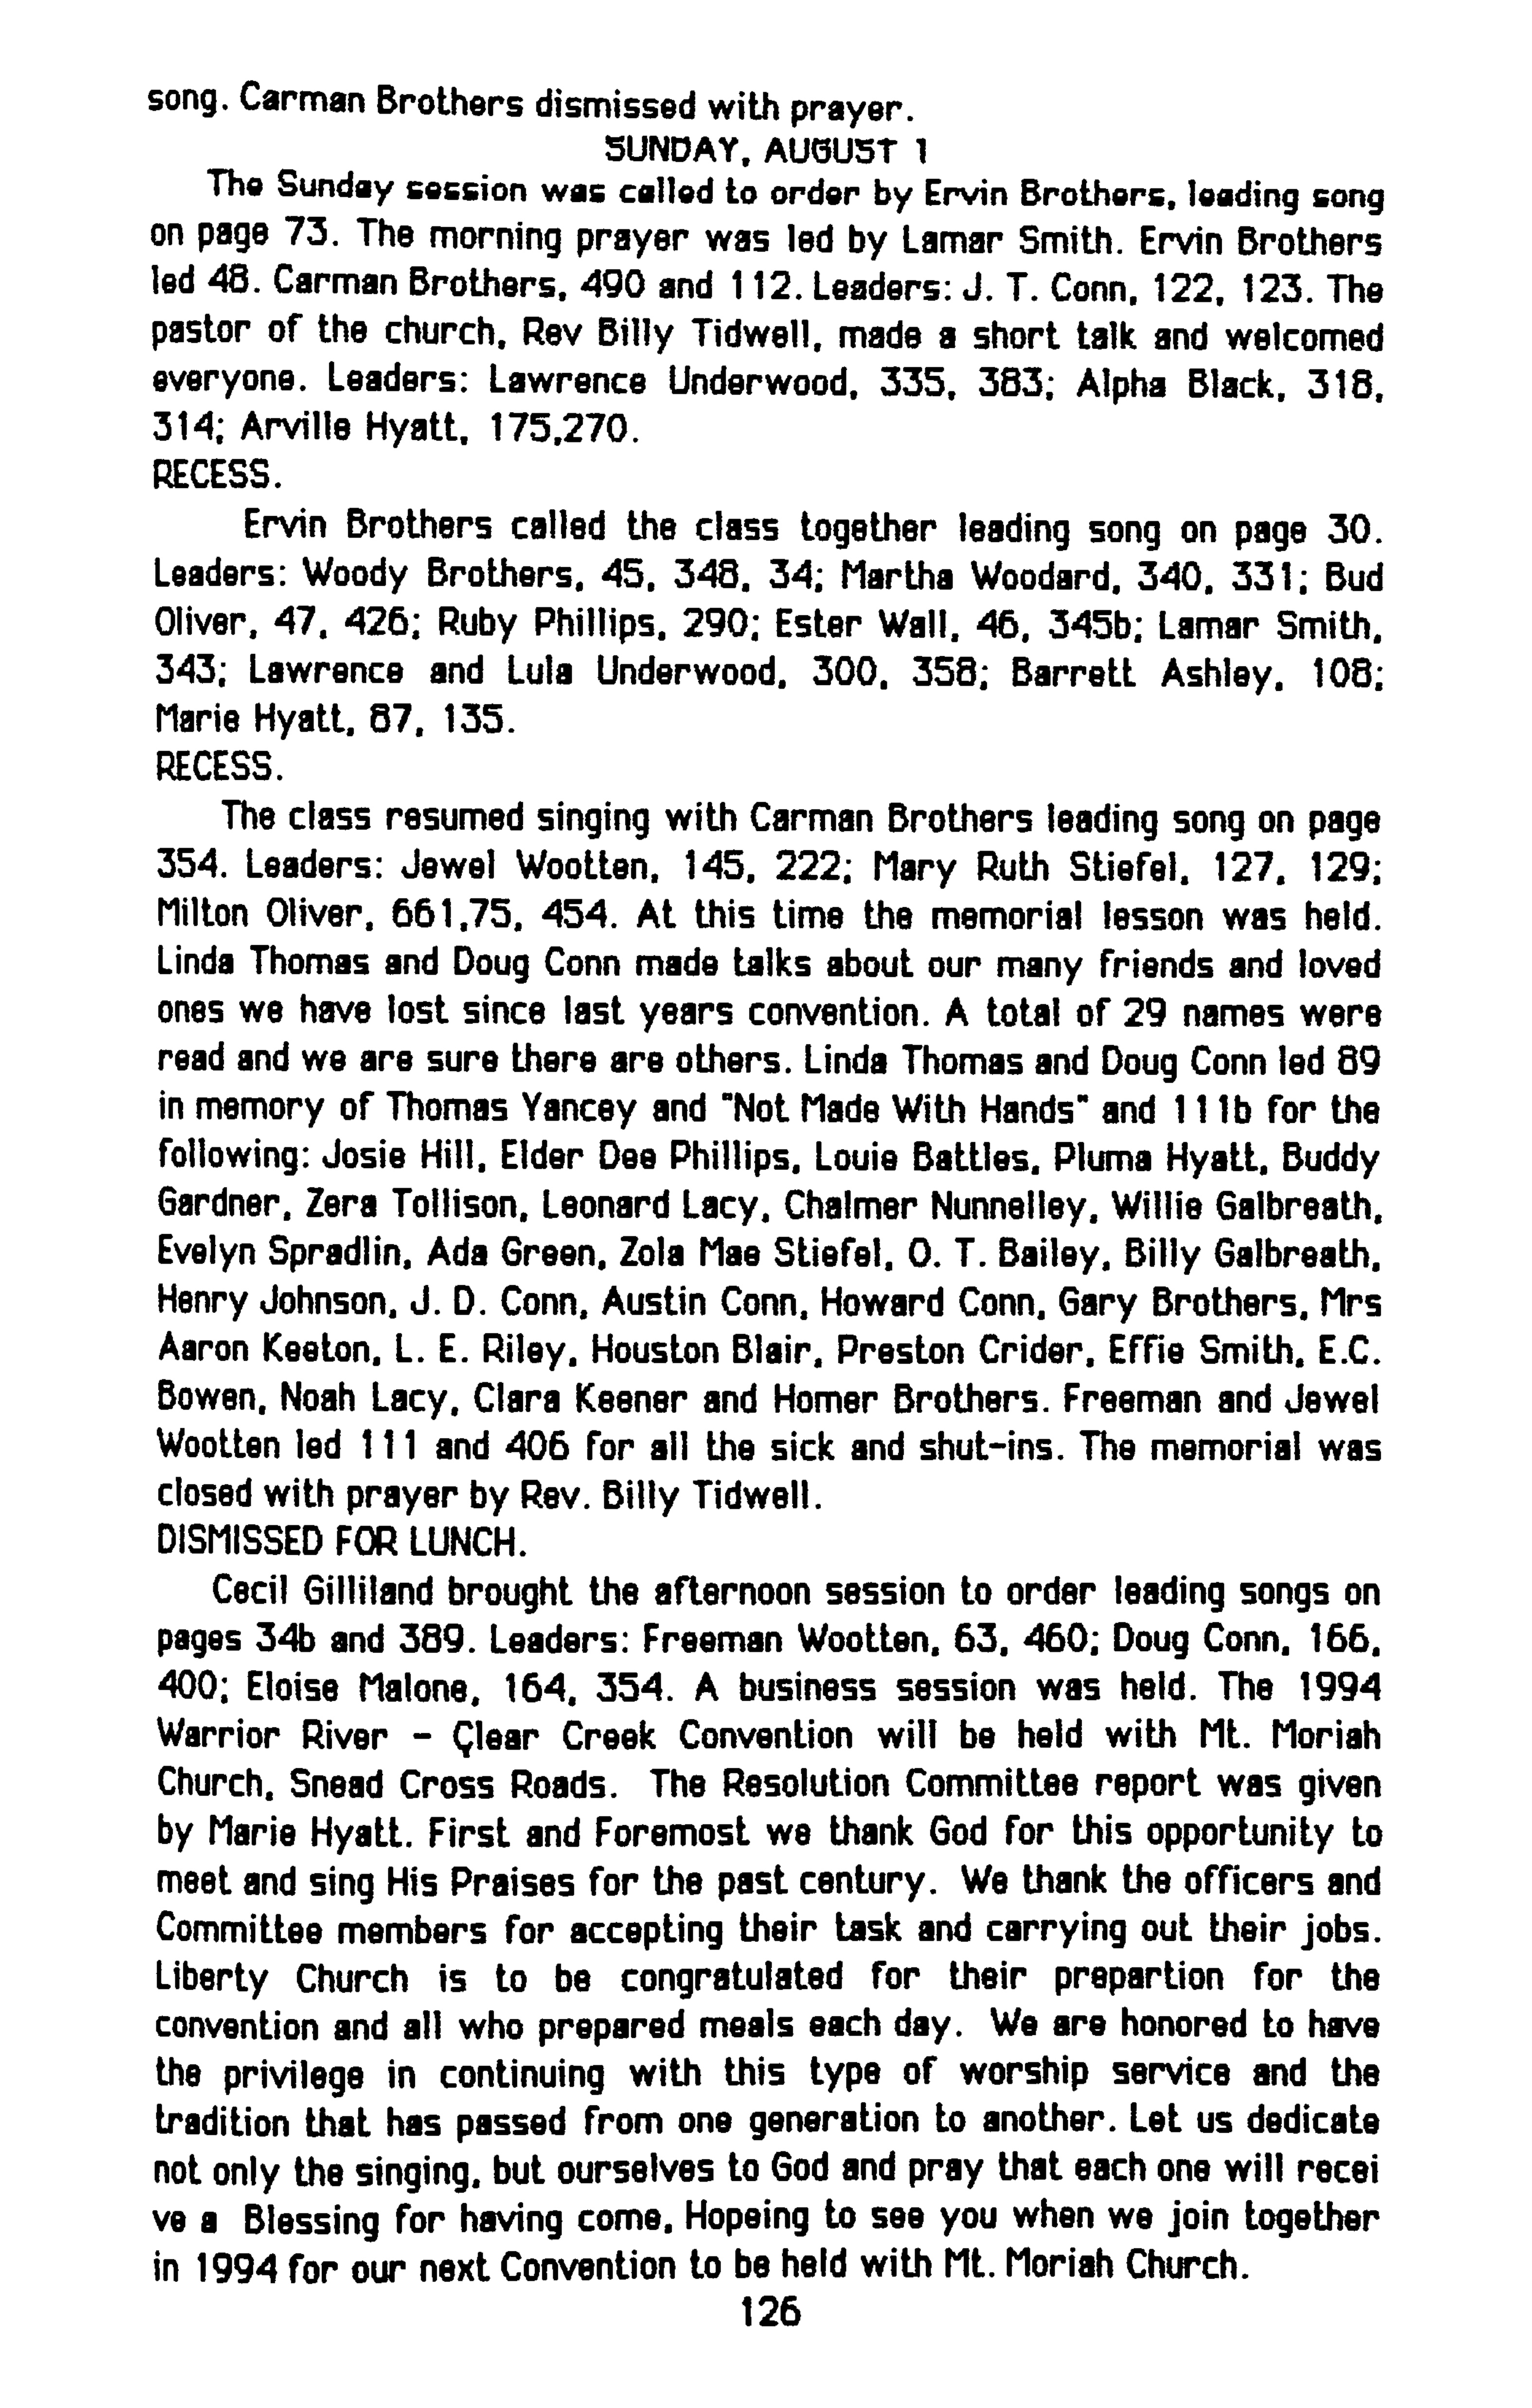 song. Carman Brothers dismissed with prayer.
SUNDAY, AUGUST 1
The Sunday session was called to order by Ervin Brothers, leading song
on page 73. The morning prayer was led by Lamar Smith. Ervin Brothers
led 48. Carman Brothers, 490 and 112. Leaders: J. T. Conn, 122, 123. The
pastor of the church, Rev Billy Tidwell, made a short talk and welcomed
everyone. Leaders: Lawrence Underwood, 335, 383; Alpha Black, 318,
314; Arville Hyatt, 175,270.
RECESS.
Ervin Brothers called the class together leading song on page 30.
Leaders: Woody Brothers, 45, 348, 34; Martha Woodard, 340, 331; Bud
Oliver, 47, 426; Ruby Phillips, 290; Ester Wall, 46, 345b; Lamar Smith,
343; Lawrence and Lula Underwood, 300, 358; Barrett Ashley, 108;
Marie Hyatt, 87, 135.
RECESS.
The class resumed singing with Carman Brothers leading song on page
354. Leaders: Jewel Wootten, 145, 222; Mary Ruth Stiefel, 127, 129;
Milton Oliver, 661,75, 454. At this time the memorial lesson was held.
Linda Thomas and Doug Conn made talks about our many friends and loved
ones we have lost since last years convention. A total of 29 names were
read and we are sure there are others. Linda Thomas and Doug Conn led 89
in memory of Thomas Yancey and "Not Made With Hands" and 111b for the
following: Josie Hill, Elder Dee Phillips, Louie Battles, Pluma Hyatt, Buddy
Gardner, Zera Tollison, Leonard Lacy, Chalmer Nunnelley, Willie Galbreath,
Evelyn Spradlin, Ada Green, Zola Mae Stiefel, O. T. Bailey, Billy Galbreath,
Henry Johnson, J. D. Conn, Austin Conn, Howard Conn, Gary Brothers, Mrs
Aaron Keeton, L. E. Riley, Houston Blair, Preston Crider, Effie Smith, E.C.
Bowen, Noah Lacy, Clara Keener and Homer Brothers. Freeman and Jewel
Wootten led 111 and 406 for all the sick and shut-ins. The memorial was
closed with prayer by Rev. Billy Tidwell.
DISMISSED FOR LUNCH.
Cecil Gilliland brought the afternoon session to order leading songs on
pages 34b and 389. Leaders: Freeman Wootten, 63, 460; Doug Conn, 166,
400; Eloise Malone, 164, 354. A business session was held. The 1994
Warrior River - Çlear Creek Convention will be held with Mt. Moriah
Church, Snead Cross Roads. The Resolution Committee report was given
by Marie Hyatt. First and Foremost we thank God for this opportunity to
meet and sing His Praises for the past century. We thank the officers and
Committee members for accepting their task and carrying out their jobs.
Liberty Church is to be congratulated for their prepartion for the
convention and all who prepared meals each day. We are honored to have
the privilege in continuing with this type of worship service and the
tradition that has passed from one generation to another. Let us dedicate
not only the singing, but ourselves to God and pray that each one will recei
ve a Blessing for having come, Hopeing to see you when we join together
in 1994 for our next Convention to be held with Mt. Moriah Church.
126